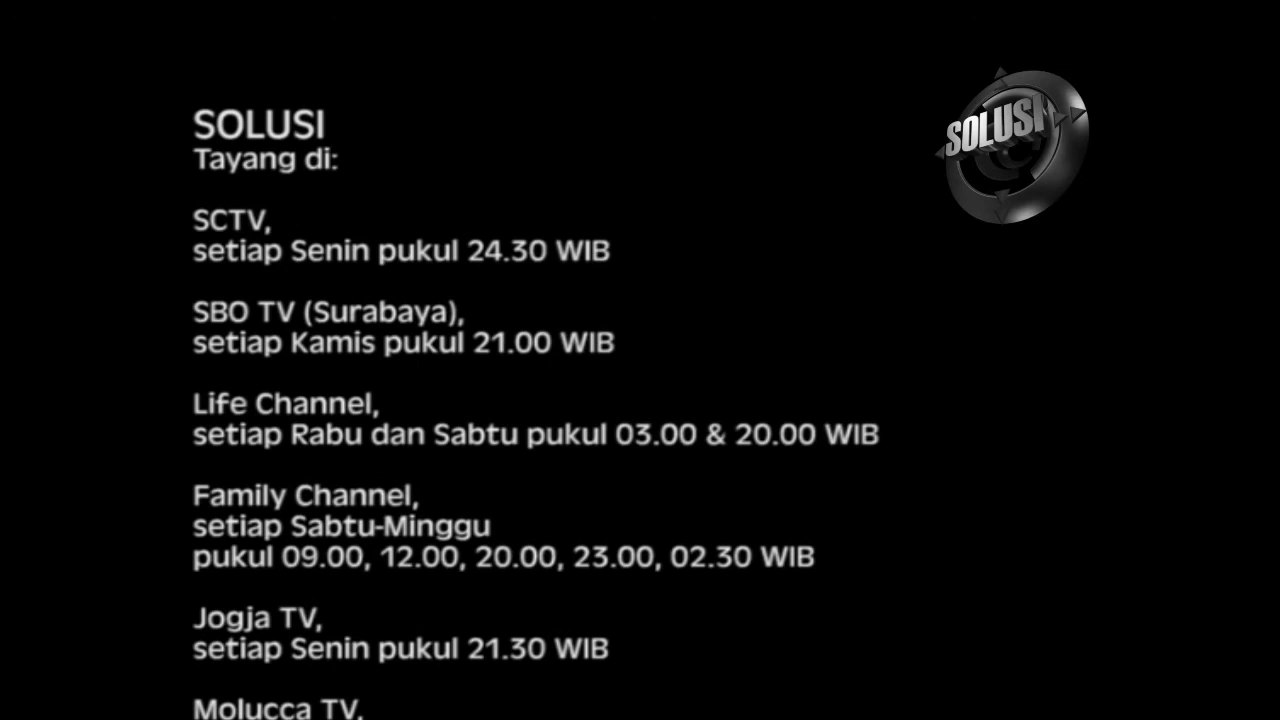 SOLUSI
Tayang di:
SOLUSI
SCTV,
setiap Senin pukul 24.30 WIB
SBO TV (Surabaya),
setiap Kamis pukul 21.00 WIB
Life Channel,
setiap Rabu dan Sabtu pukul 03.00 & 20.00 WIB
Family Channel,
setiap Sabtu-Minggu
pukul 09.00, 12.00, 20.00, 23.00, 02.30 WIB
Jogja TV,
setiap Senin pukul 21.30 WIB
Molucca TV,